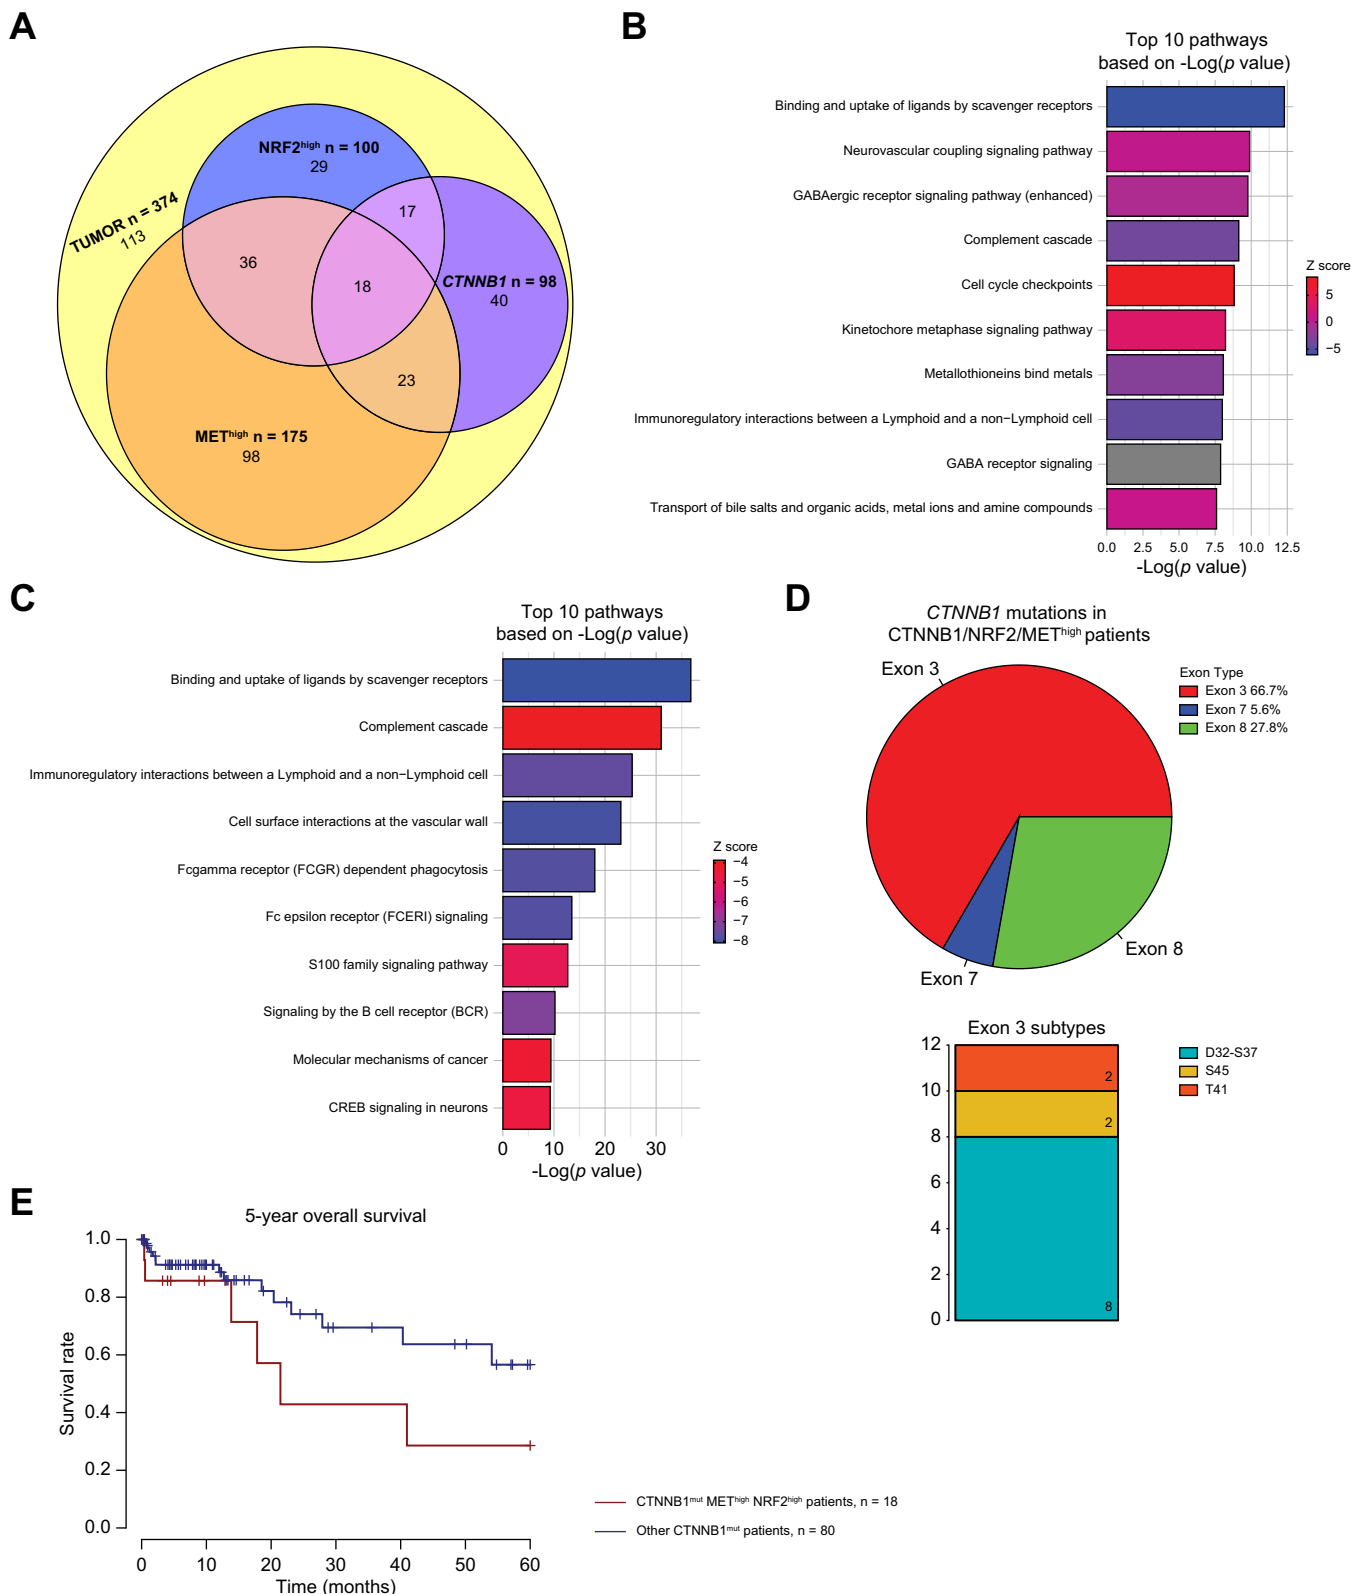 A
TUMOR n = 374
113
NRF2high n = 100
29
17
36
18
CTNNB1 n = 98
40
23
METhigh n = 175
98
B
Top 10 pathways
based on -Log(p value)
Binding and uptake of ligands by scavenger receptors
Neurovascular coupling signaling pathway
GABAergic receptor signaling pathway (enhanced)
Complement cascade
Cell cycle checkpoints
Kinetochore metaphase signaling pathway
Metallothioneins bind metals
Immunoregulatory interactions between a Lymphoid and a non−Lymphoid cell
GABA receptor signaling
Transport of bile salts and organic acids, metal ions and amine compounds
0.0 2.5 5.0 7.5 10.0 12.5
-Log(p value)
Z score
5
0
−5
C
Top 10 pathways
based on -Log(p value)
Binding and uptake of ligands by scavenger receptors
Complement cascade
Immunoregulatory interactions between a Lymphoid and a non−Lymphoid cell
Cell surface interactions at the vascular wall
Fcgamma receptor (FCGR) dependent phagocytosis
Fc epsilon receptor (FCERI) signaling
S100 family signaling pathway
Signaling by the B cell receptor (BCR)
Molecular mechanisms of cancer
CREB signaling in neurons
0 10 20 30
-Log(p value)
Z score
−4
−5
−6
−7
−8
D
CTNNB1 mutations in
CTNNB1/NRF2/METhigh patients
Exon 3
Exon 7
Exon 8
Exon Type
Exon 3 66.7%
Exon 7 5.6%
Exon 8 27.8%
Exon 3 subtypes
12
10
8
6
4
2
0
2
2
8
D32-S37
S45
T41
E
5-year overall survival
Survival rate
1.0
0.8
0.6
0.4
0.2
0.0
0 10 20 30 40 50 60
Time (months)
CTNNB1mut METhigh NRF2high patients, n = 18
Other CTNNB1mut patients, n = 80